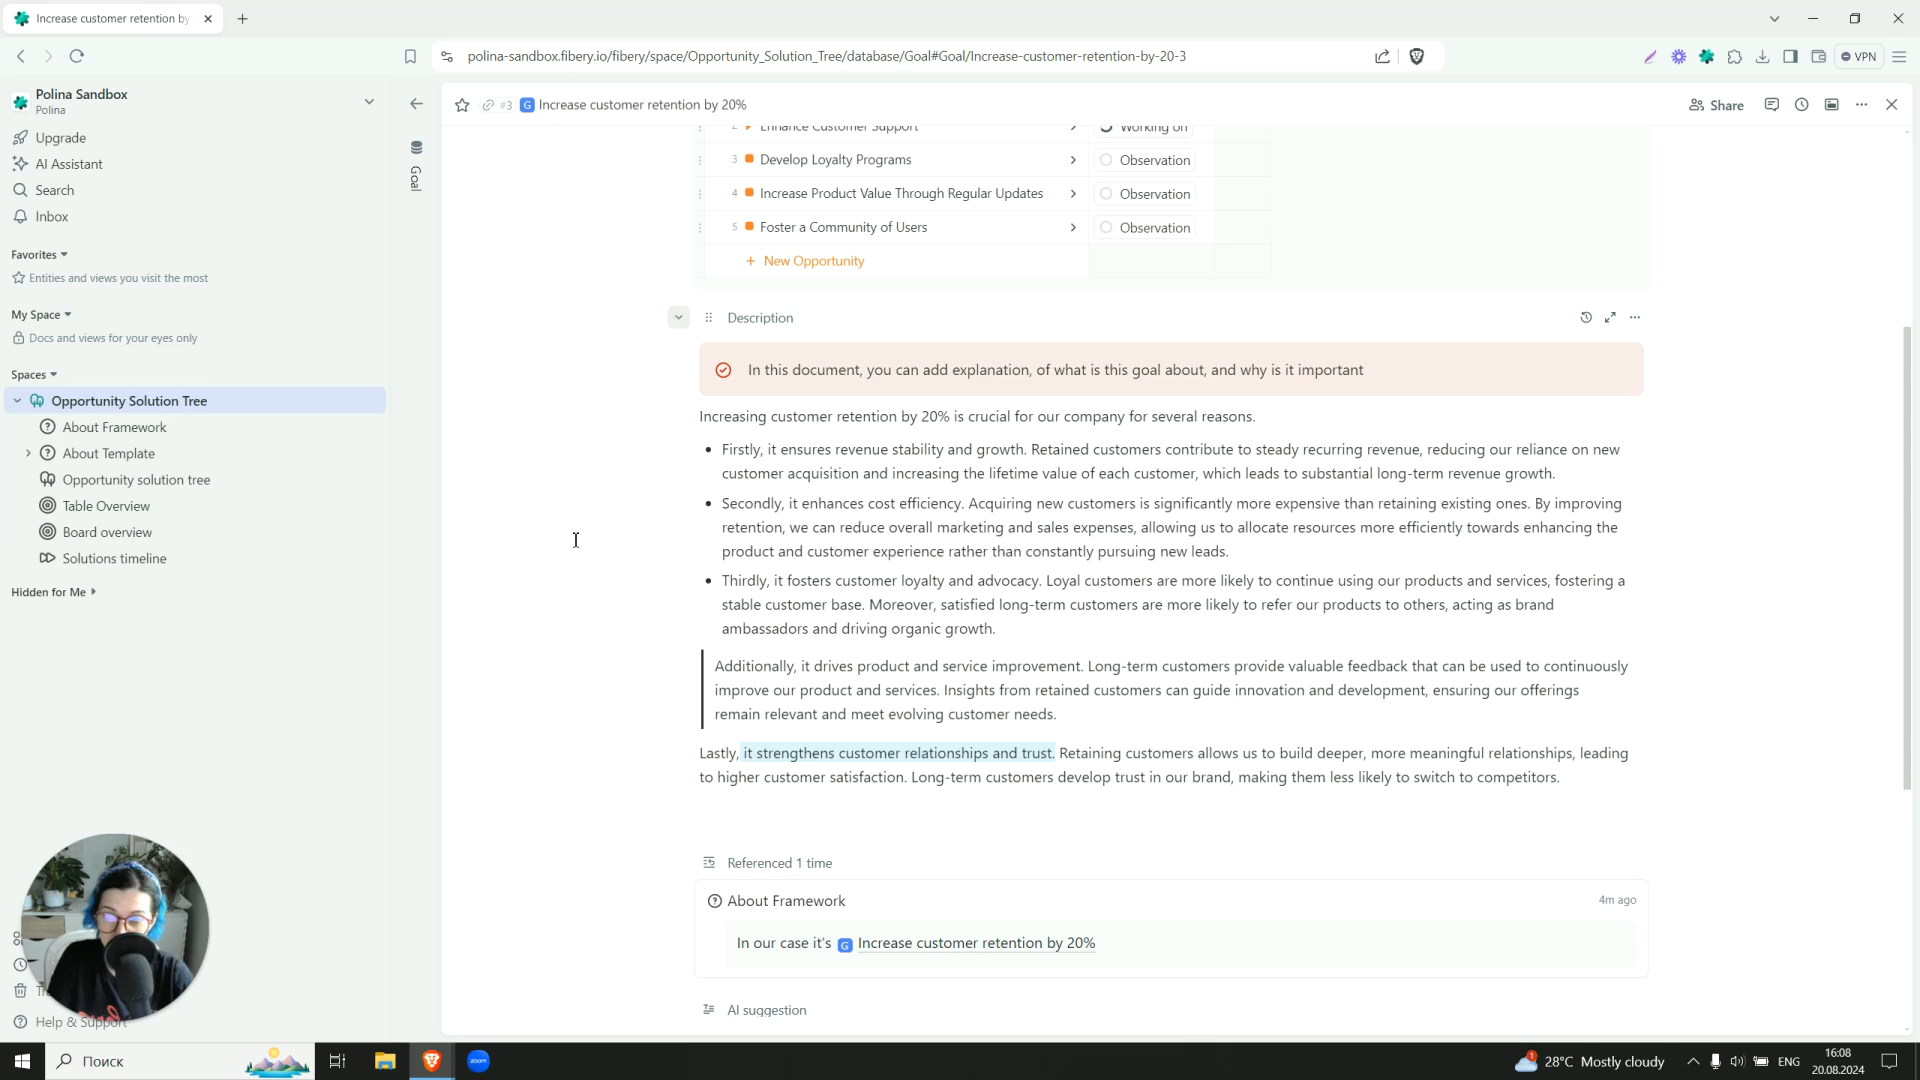 Increase customer retention by
polina-sandbox.fibery.io/fibery/space/Opportunity_Solution_Tree/database/Goal#Goal/Increase-customer-retention-by-20-3
VPN
Polina Sandbox
Polina
Upgrade
AI Assistant
Search
Inbox
Favorites
Entities and views you visit the most
My Space
Docs and views for your eyes only
Spaces
Opportunity Solution Tree
About Framework
About Template
Opportunity solution tree
Table Overview
Board overview
Solutions timeline
Hidden for Me
Help & Support
Goal
#3 G Increase customer retention by 20%
Share
2 Enhance Customer Support Working on
3 Develop Loyalty Programs Observation
4 Increase Product Value Through Regular Updates Observation
5 Foster a Community of Users Observation
+ New Opportunity
Description
In this document, you can add explanation, of what is this goal about, and why is it important
Increasing customer retention by 20% is crucial for our company for several reasons.
• Firstly, it ensures revenue stability and growth. Retained customers contribute to steady recurring revenue, reducing our reliance on new
customer acquisition and increasing the lifetime value of each customer, which leads to substantial long-term revenue growth.
• Secondly, it enhances cost efficiency. Acquiring new customers is significantly more expensive than retaining existing ones. By improving
retention, we can reduce overall marketing and sales expenses, allowing us to allocate resources more efficiently towards enhancing the
product and customer experience rather than constantly pursuing new leads.
• Thirdly, it fosters customer loyalty and advocacy. Loyal customers are more likely to continue using our products and services, fostering a
stable customer base. Moreover, satisfied long-term customers are more likely to refer our products to others, acting as brand
ambassadors and driving organic growth.
Additionally, it drives product and service improvement. Long-term customers provide valuable feedback that can be used to continuously
improve our product and services. Insights from retained customers can guide innovation and development, ensuring our offerings
remain relevant and meet evolving customer needs.
Lastly, it strengthens customer relationships and trust. Retaining customers allows us to build deeper, more meaningful relationships, leading
to higher customer satisfaction. Long-term customers develop trust in our brand, making them less likely to switch to competitors.
Referenced 1 time
About Framework 4m ago
In our case it's G Increase customer retention by 20%
AI suggestion
Поиск
zoom
1
28°C Mostly cloudy
ENG
16:08
20.08.2024